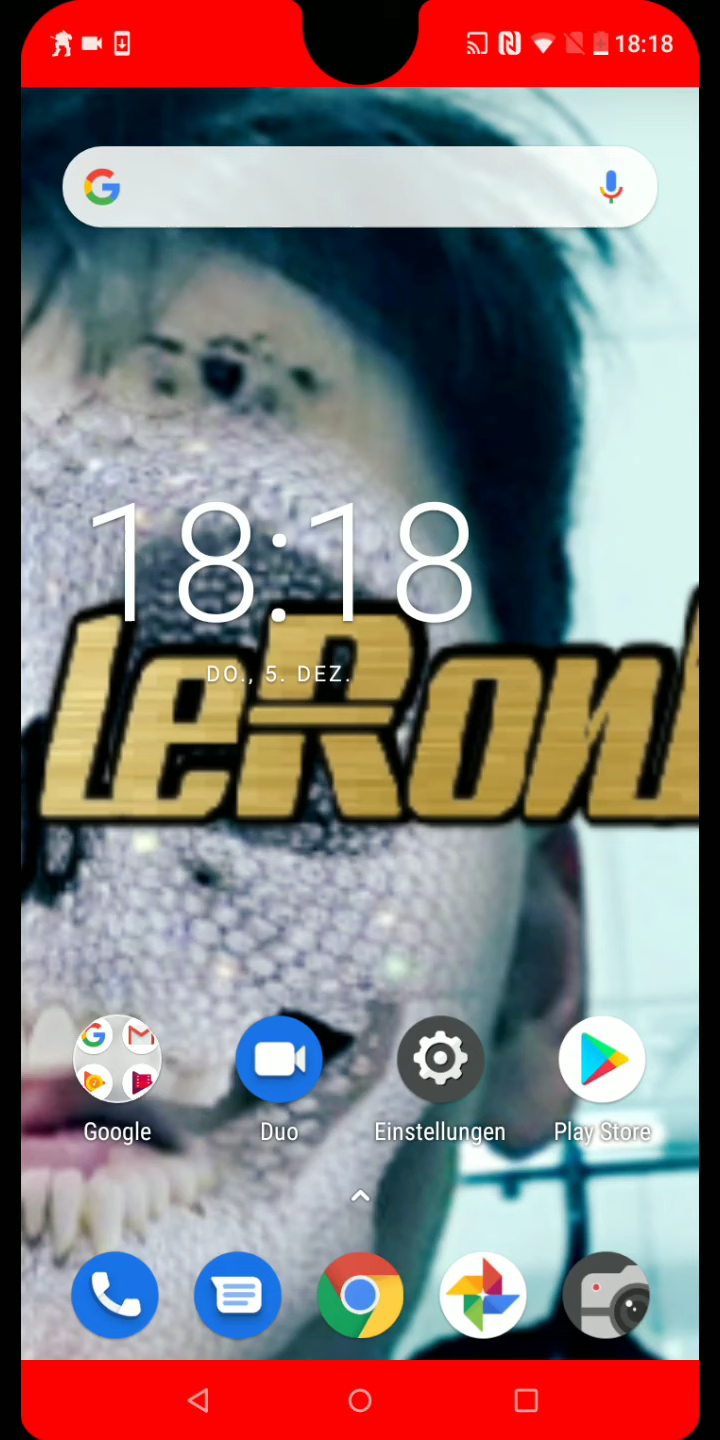 18:18
18:18
DO., 5. DEZ.
leRon
Google
Duo
Einstellungen
Play Store